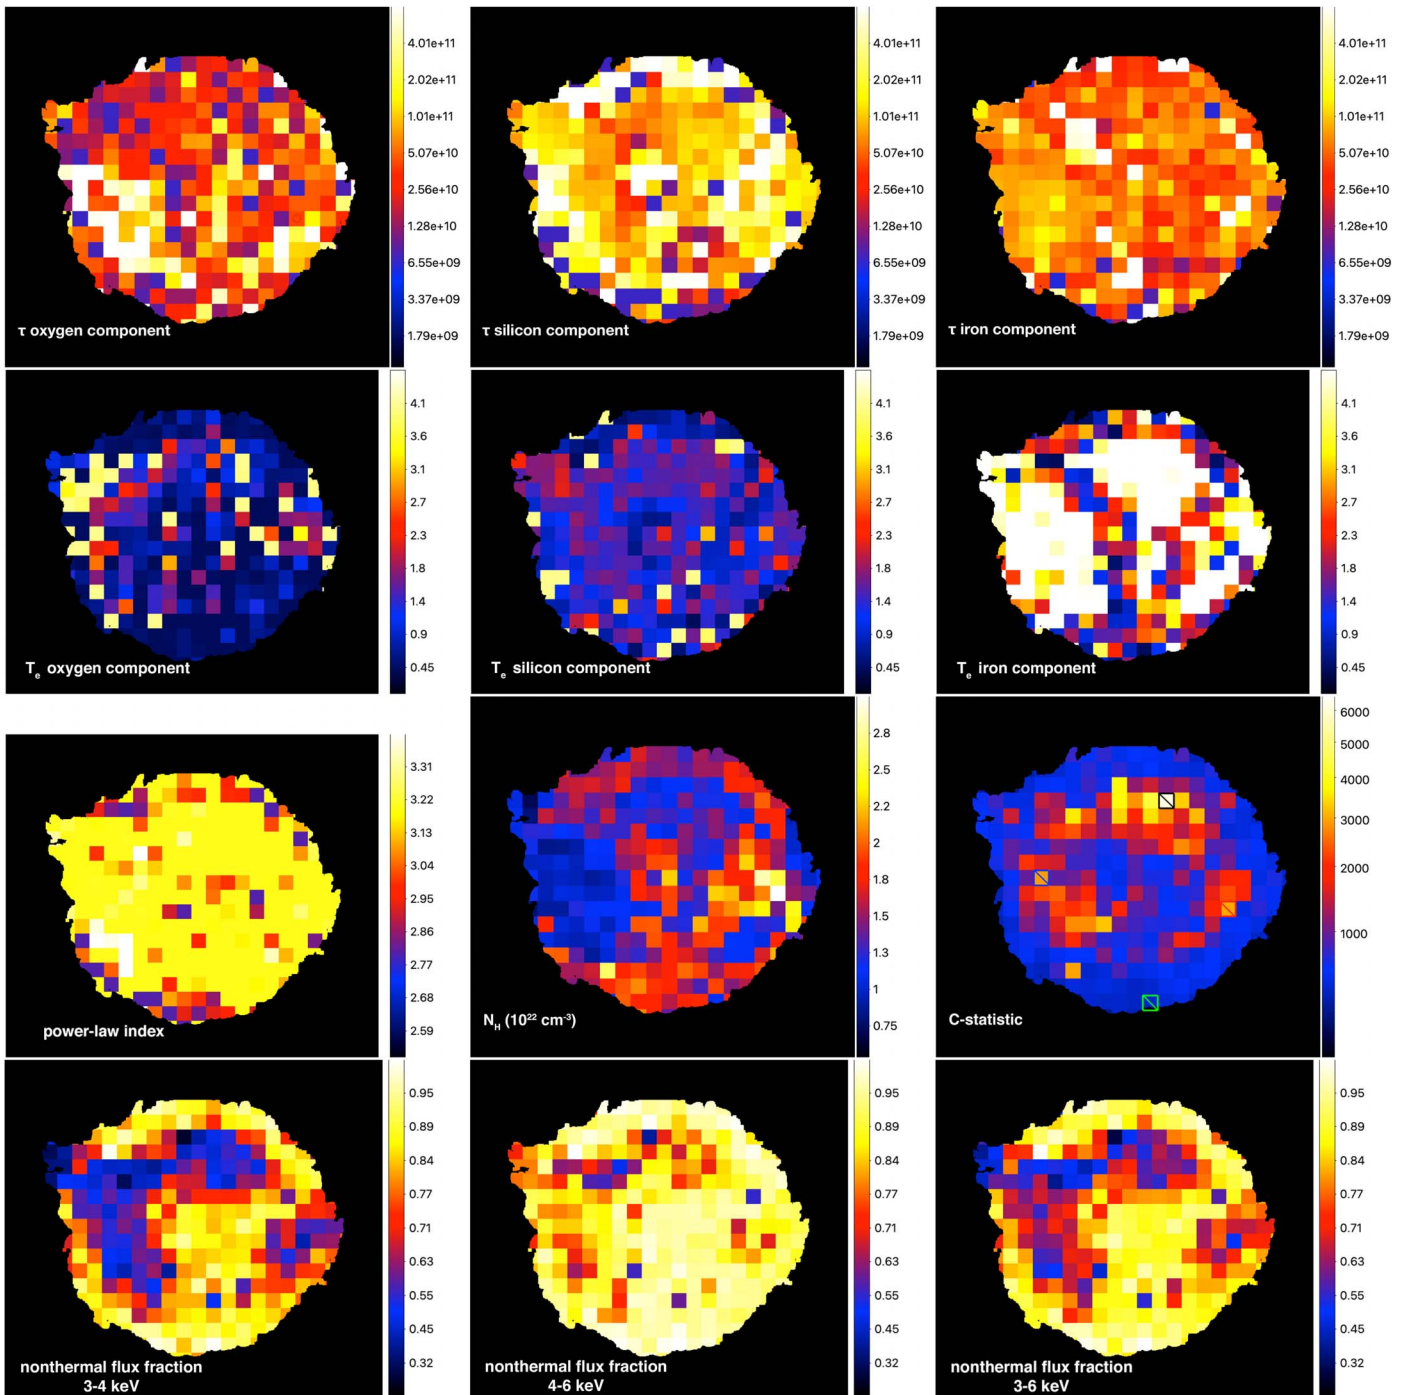 4.01e+11
2.02e+11
1.01e+11
5.07e+10
2.56e+10
1.28e+10
6.55e+09
3.37e+09
1.79e+09
τ oxygen component
4.01e+11
2.02e+11
1.01e+11
5.07e+10
2.56e+10
1.28e+10
6.55e+09
3.37e+09
1.79e+09
τ silicon component
4.01e+11
2.02e+11
1.01e+11
5.07e+10
2.56e+10
1.28e+10
6.55e+09
3.37e+09
1.79e+09
τ iron component
4.1
3.6
3.1
2.7
2.3
1.8
1.4
0.9
0.45
Te oxygen component
4.1
3.6
3.1
2.7
2.3
1.8
1.4
0.9
0.45
Te silicon component
4.1
3.6
3.1
2.7
2.3
1.8
1.4
0.9
0.45
Te iron component
3.31
3.22
3.13
3.04
2.95
2.86
2.77
2.68
2.59
power-law index
2.8
2.5
2.2
2
1.8
1.5
1.3
1
0.75
NH (10²² cm⁻³)
6000
5000
4000
3000
2000
1000
C-statistic
0.95
0.89
0.84
0.77
0.71
0.63
0.55
0.45
0.32
nonthermal flux fraction
3-4 keV
0.95
0.89
0.84
0.77
0.71
0.63
0.55
0.45
0.32
nonthermal flux fraction
4-6 keV
0.95
0.89
0.84
0.77
0.71
0.63
0.55
0.45
0.32
nonthermal flux fraction
3-6 keV